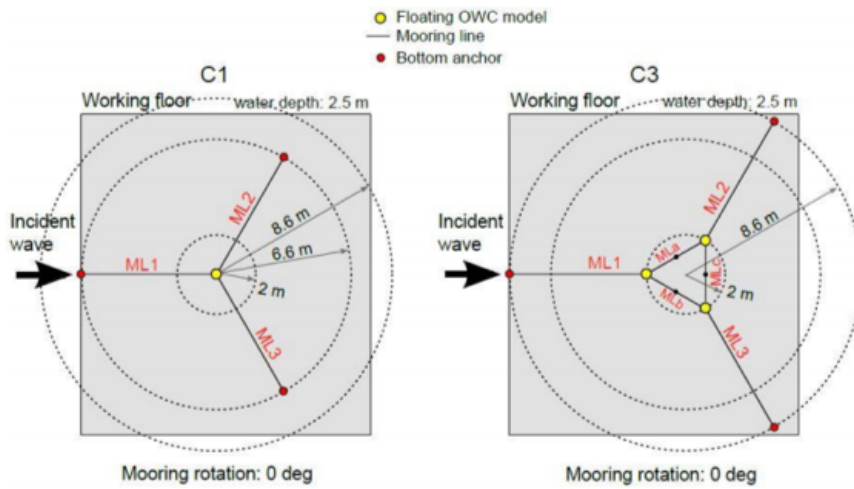 Floating OWC model
Mooring line
Bottom anchor
C1
Working floor
water depth: 2.5 m
ML2
8.6 m
6.6 m
Incident
wave
ML1
2 m
ML3
Mooring rotation: 0 deg
C3
Working floor
water depth: 2.5 m
ML2
8.6 m
Incident
wave
ML1
MLa
MLc
MLb
2 m
ML3
Mooring rotation: 0 deg